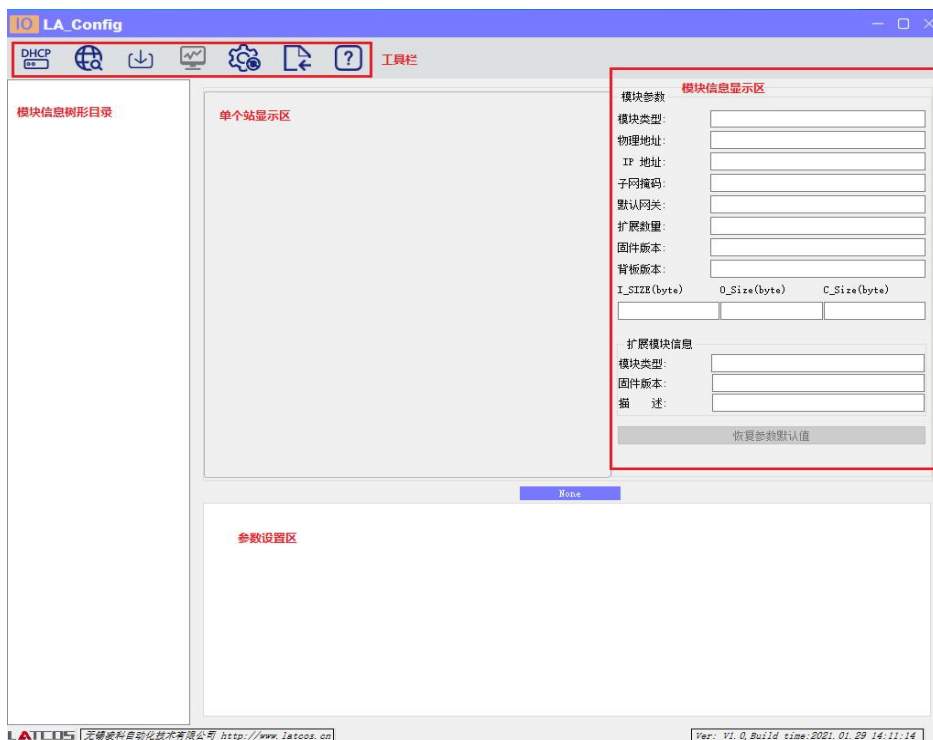 IO LA_Config
DHCP
工具栏
模块信息树形目录
单个站显示区
模块信息显示区
模块参数
模块类型:
物理地址:
IP 地址:
子网掩码:
默认网关:
扩展数量:
固件版本:
背板版本:
I_SIZE(byte) O_Size(byte) C_Size(byte)
扩展模块信息
模块类型:
固件版本:
描 述:
恢复参数默认值
None
参数设置区
LATCOS 无锡凌科自动化技术有限公司 http://www.latcos.cn
Ver: V1.0,Build time:2021.01.29 14:11:14